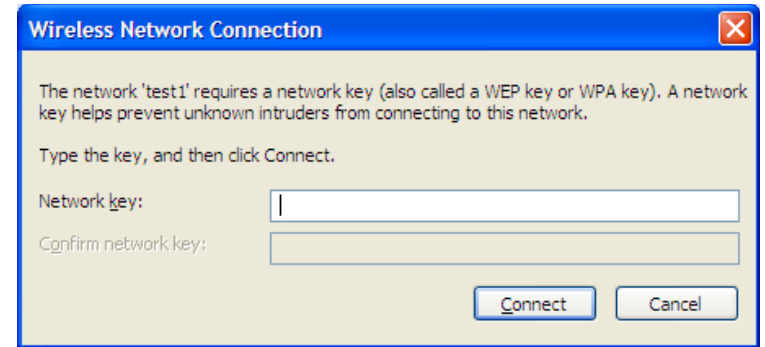 Wireless Network Connection
The network 'test1' requires a network key (also called a WEP key or WPA key). A network
key helps prevent unknown intruders from connecting to this network.
Type the key, and then click Connect.
Network key:
Confirm network key:
Connect Cancel